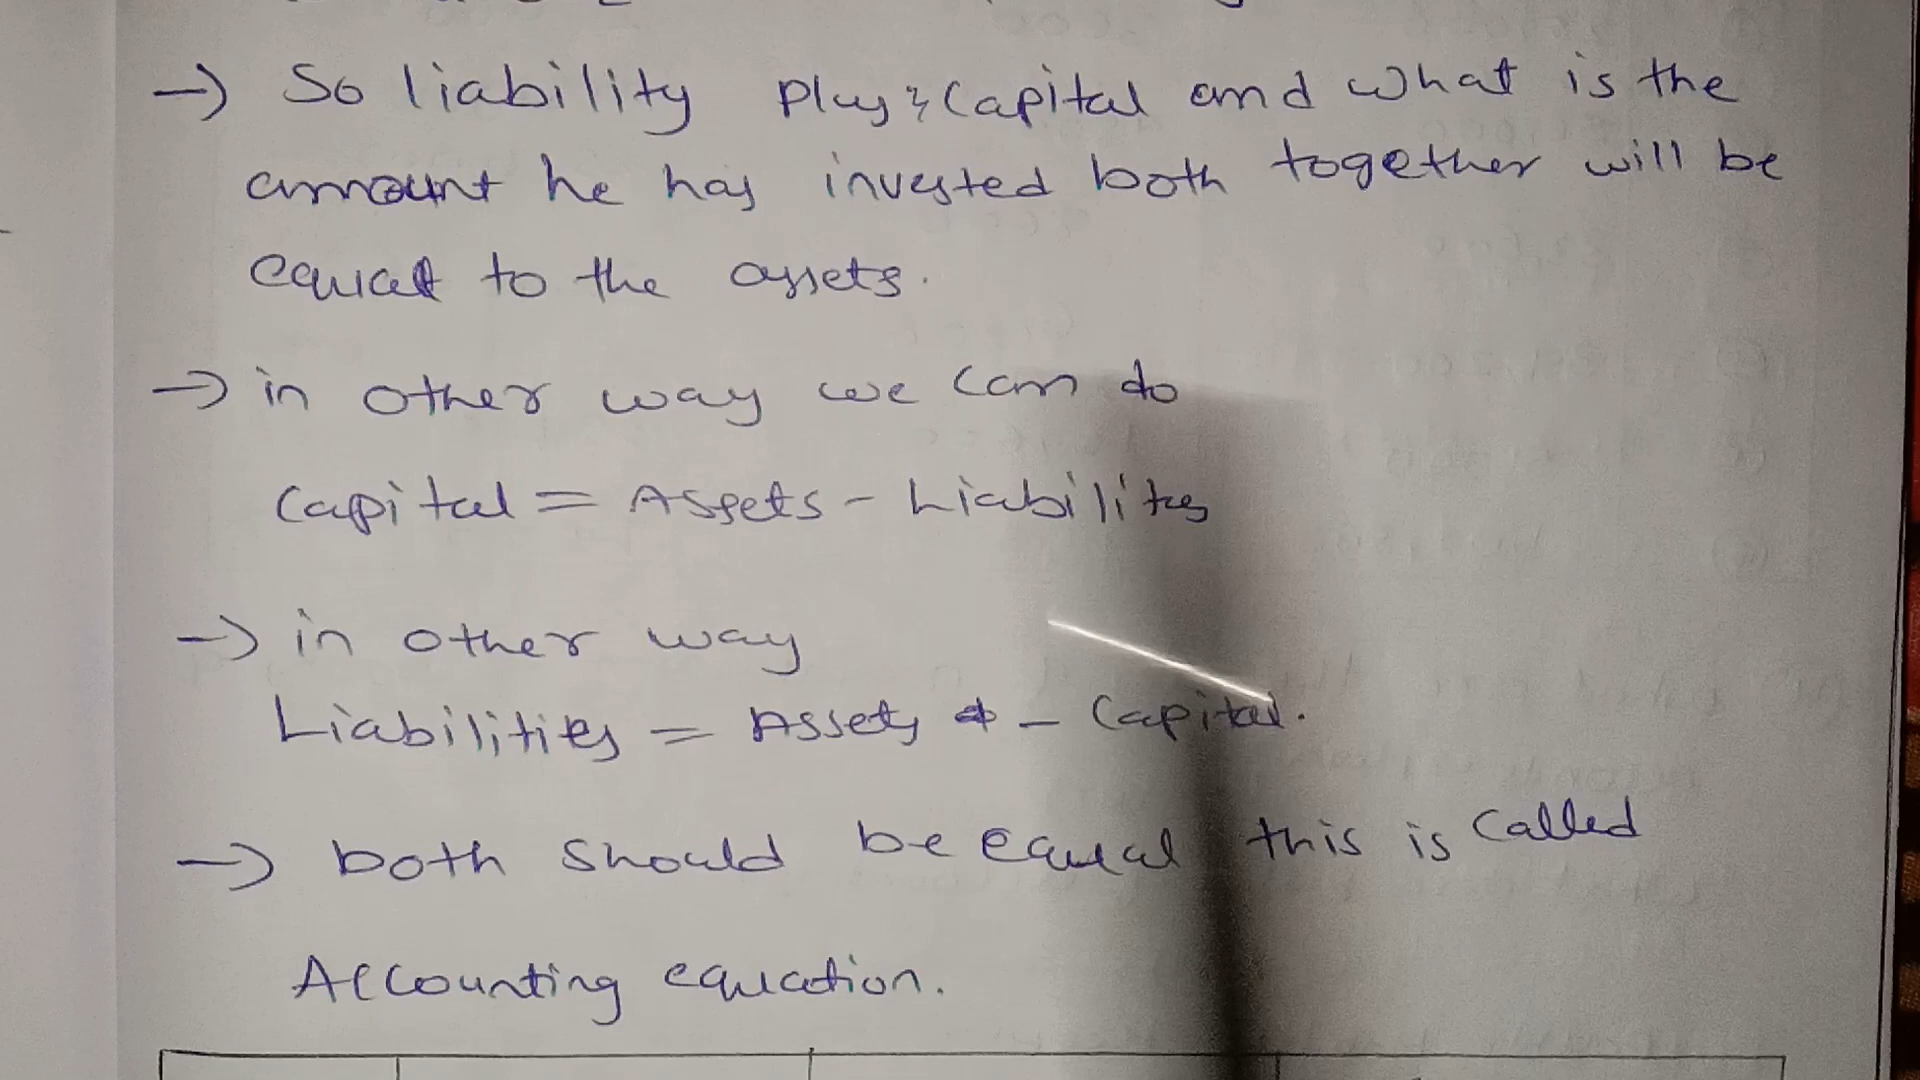 → So liability plus & Capital and what is the
amount he has invested both together will be
equal to the assets.
→ in other way we can do
Capital = Assets - Liabilites
→ in other way
Liabilities = Assets - Capital.
→ both should be equal this is called
Accounting equation.